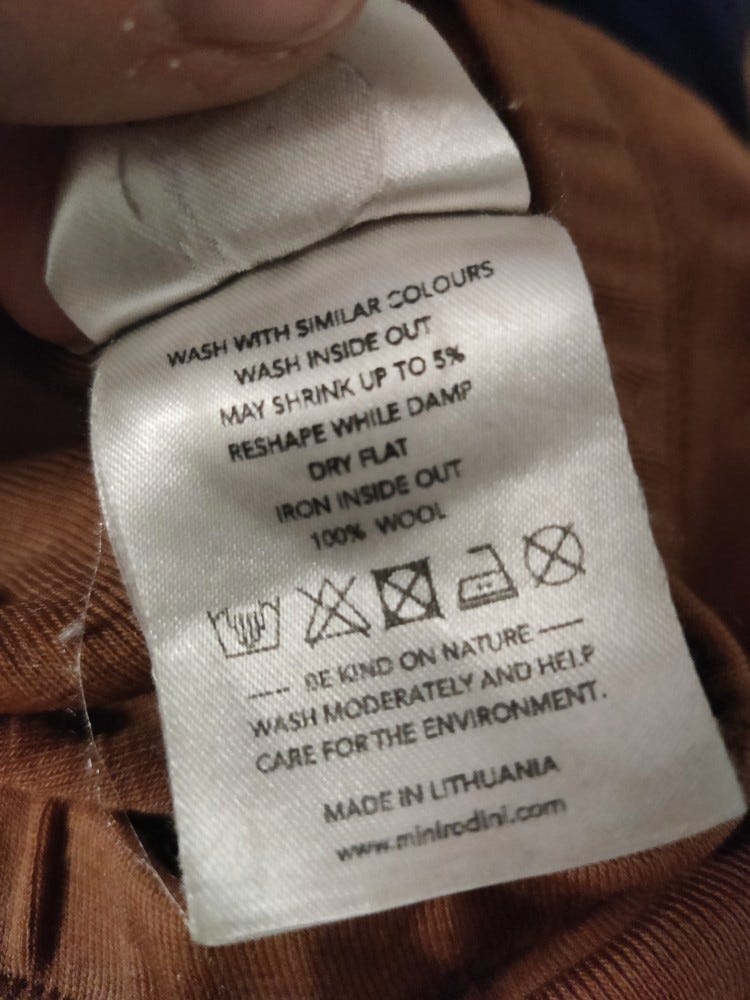 WASH WITH SIMILAR COLOURS
WASH INSIDE OUT
MAY SHRINK UP TO 5%
RESHAPE WHILE DAMP
DRY FLAT
IRON INSIDE OUT
100% WOOL
BE KIND ON NATURE
WASH MODERATELY AND HELP
CARE FOR THE ENVIRONMENT.
MADE IN LITHUANIA
www.minirodini.com